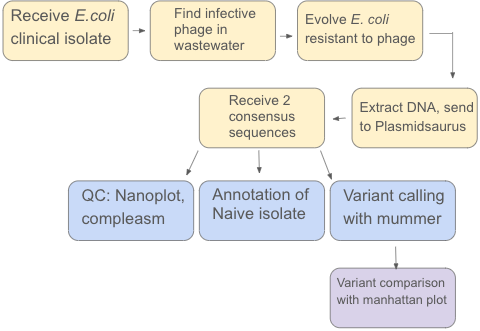 Receive E.coli
clinical isolate
Find infective
phage in
wastewater
Evolve E. coli
resistant to phage
Extract DNA, send
to Plasmidsaurus
Receive 2
consensus
sequences
QC: Nanoplot,
compleasm
Annotation of
Naive isolate
Variant calling
with mummer
Variant comparison
with manhattan plot